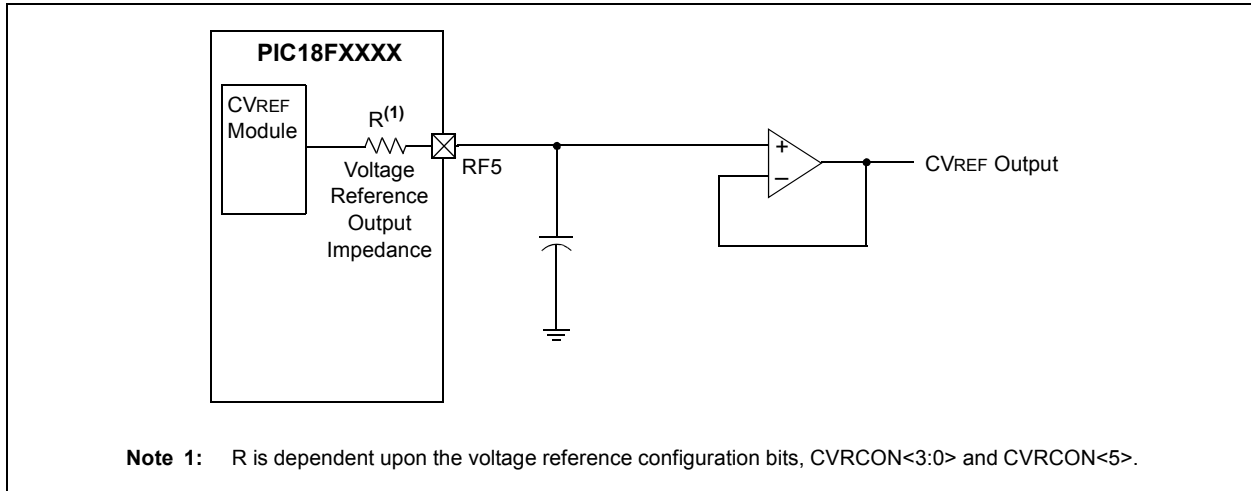 PIC18FXXXX
CVREF
Module
R(1)
Voltage
Reference
Output
Impedance
RF5
+
–
CVREF Output
Note 1: R is dependent upon the voltage reference configuration bits, CVRCON<3:0> and CVRCON<5>.